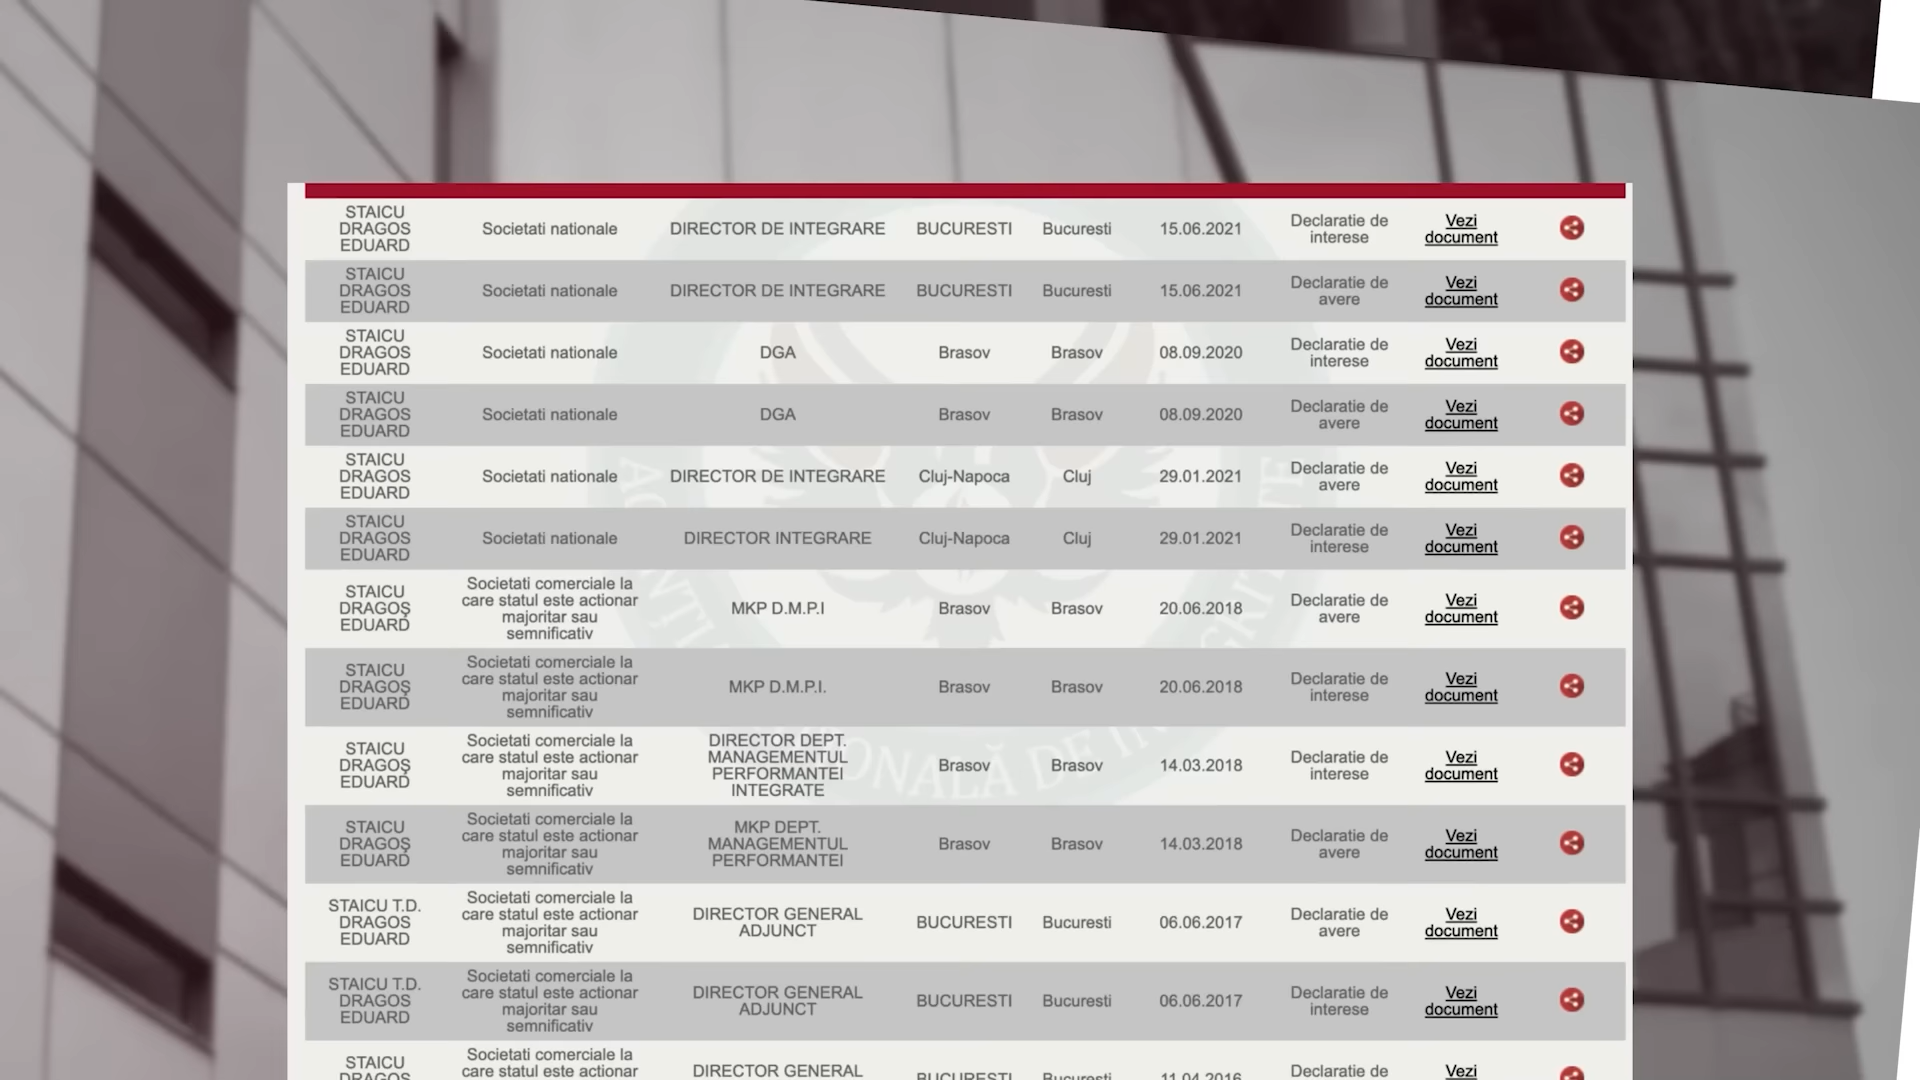 STAICU DRAGOS EDUARD Societati nationale DIRECTOR DE INTEGRARE BUCURESTI Bucuresti 15.06.2021 Declaratie de interese Vezi document
STAICU DRAGOS EDUARD Societati nationale DIRECTOR DE INTEGRARE BUCURESTI Bucuresti 15.06.2021 Declaratie de avere Vezi document
STAICU DRAGOS EDUARD Societati nationale DGA Brasov Brasov 08.09.2020 Declaratie de interese Vezi document
STAICU DRAGOS EDUARD Societati nationale DGA Brasov Brasov 08.09.2020 Declaratie de avere Vezi document
STAICU DRAGOS EDUARD Societati nationale DIRECTOR DE INTEGRARE Cluj-Napoca Cluj 29.01.2021 Declaratie de avere Vezi document
STAICU DRAGOS EDUARD Societati nationale DIRECTOR INTEGRARE Cluj-Napoca Cluj 29.01.2021 Declaratie de interese Vezi document
STAICU DRAGOŞ EDUARD Societati comerciale la care statul este actionar majoritar sau semnificativ MKP D.M.P.I Brasov Brasov 20.06.2018 Declaratie de avere Vezi document
STAICU DRAGOŞ EDUARD Societati comerciale la care statul este actionar majoritar sau semnificativ MKP D.M.P.I. Brasov Brasov 20.06.2018 Declaratie de interese Vezi document
STAICU DRAGOŞ EDUARD Societati comerciale la care statul este actionar majoritar sau semnificativ DIRECTOR DEPT. MANAGEMENTUL PERFORMANTEI INTEGRATE Brasov Brasov 14.03.2018 Declaratie de interese Vezi document
STAICU DRAGOŞ EDUARD Societati comerciale la care statul este actionar majoritar sau semnificativ MKP DEPT. MANAGEMENTUL PERFORMANTEI Brasov Brasov 14.03.2018 Declaratie de avere Vezi document
STAICU T.D. DRAGOS EDUARD Societati comerciale la care statul este actionar majoritar sau semnificativ DIRECTOR GENERAL ADJUNCT BUCURESTI Bucuresti 06.06.2017 Declaratie de avere Vezi document
STAICU T.D. DRAGOS EDUARD Societati comerciale la care statul este actionar majoritar sau semnificativ DIRECTOR GENERAL ADJUNCT BUCURESTI Bucuresti 06.06.2017 Declaratie de interese Vezi document
STAICU DRAGOS Societati comerciale la care statul este actionar DIRECTOR GENERAL BUCURESTI Bucuresti 11.04.2016 Declaratie de Vezi